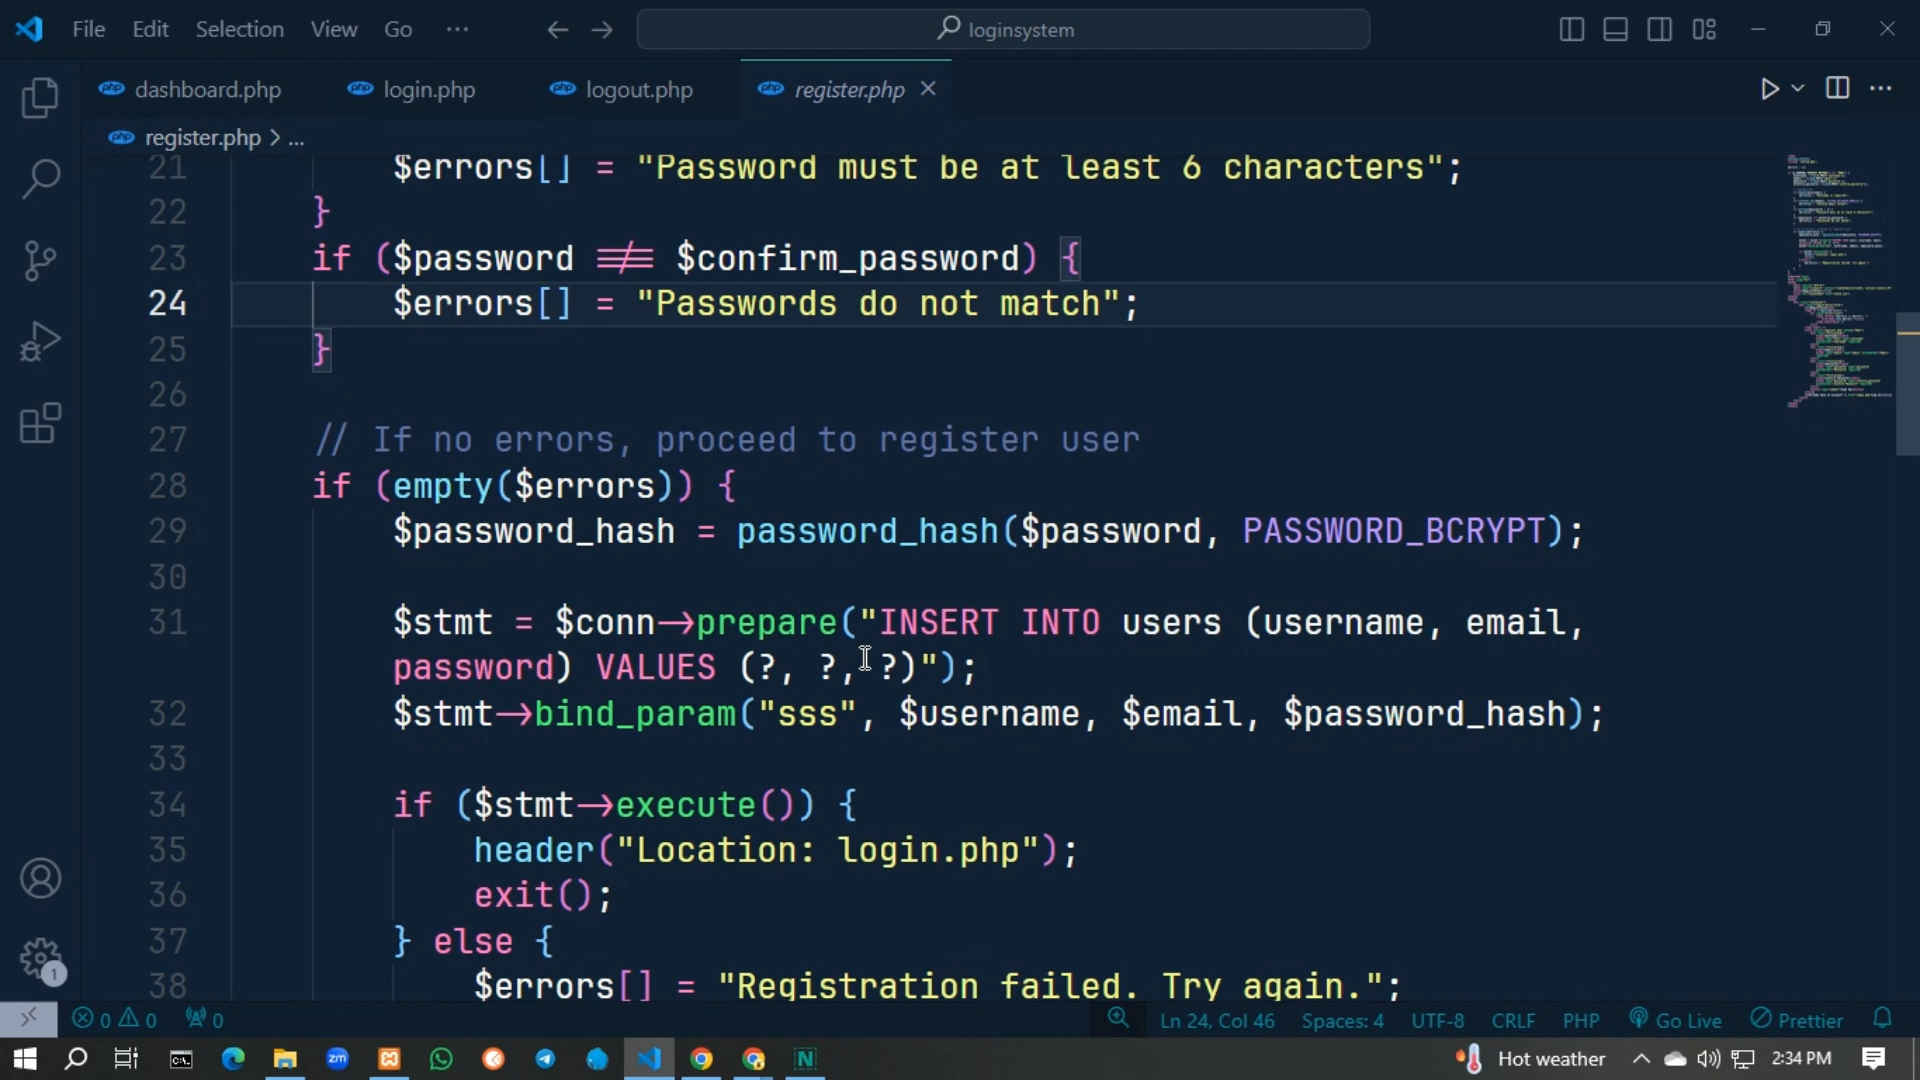 File Edit Selection View Go ... loginsystem
dashboard.php login.php logout.php register.php
register.php > ...
21 $errors[] = "Password must be at least 6 characters";
22 }
23 if ($password !== $confirm_password) {
24 $errors[] = "Passwords do not match";
25 }
26
27 // If no errors, proceed to register user
28 if (empty($errors)) {
29 $password_hash = password_hash($password, PASSWORD_BCRYPT);
30
31 $stmt = $conn->prepare("INSERT INTO users (username, email,
password) VALUES (?, ?, ?)");
32 $stmt->bind_param("sss", $username, $email, $password_hash);
33
34 if ($stmt->execute()) {
35 header("Location: login.php");
36 exit();
37 } else {
38 $errors[] = "Registration failed. Try again.";
1
0 0 0 Ln 24, Col 46 Spaces: 4 UTF-8 CRLF PHP Go Live Prettier
zm N Hot weather 2:34 PM